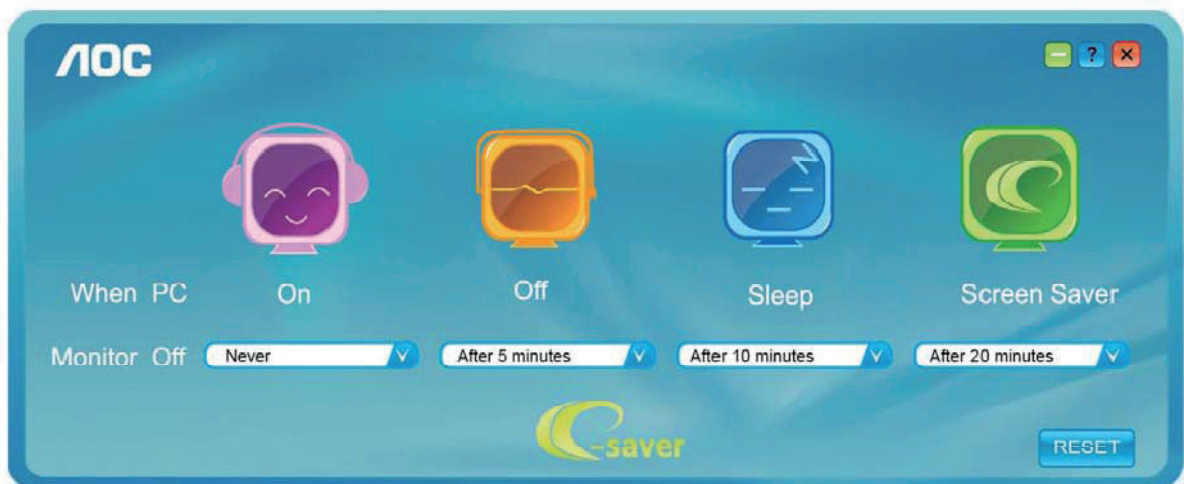 AOC
?
When PC On Off Sleep Screen Saver
Monitor Off Never After 5 minutes After 10 minutes After 20 minutes
e-saver
RESET